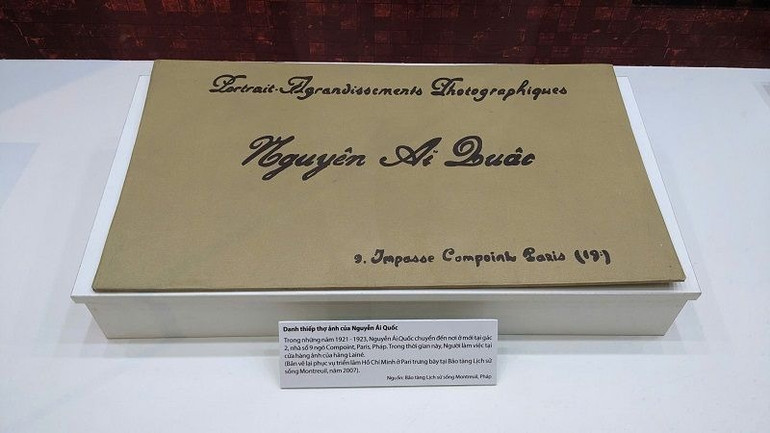 Portrait-Agrandissements Photographiques
Nguyên Aï Quâc
9. Impasse Compoint Paris (19:)
Danh thiếp thợ ảnh của Nguyễn Ái Quốc
Trong những năm 1921 - 1923, Nguyễn Ái Quốc chuyển đến nơi ở mới tại gác
2, nhà số 9 ngõ Compoint, Paris, Pháp. Trong thời gian này, Người làm việc tại
cửa hàng ảnh của hãng Lainé.
(Bản vẽ lại phục vụ triển lãm Hồ Chí Minh ở Pari trưng bày tại Bảo tàng Lịch sử
sống Montreuil, năm 2007).
Nguồn: Bảo tàng Lịch sử sống Montreuil, Pháp.